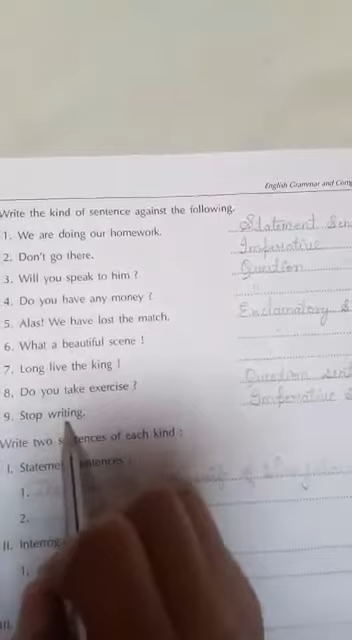 English Grammar and Com
Write the kind of sentence against the following.
1. We are doing our homework. Statement Sen
2. Don't go there. Imperative
3. Will you speak to him ? Question
4. Do you have any money ? "
5. Alas! We have lost the match. Exclamatory S
6. What a beautiful scene !
7. Long live the king !
8. Do you take exercise ? Question sent
9. Stop writing. Imperative
Write two sentences of each kind :
I. Stateme entences :
1.
2.
II. Interrog
1.
III.